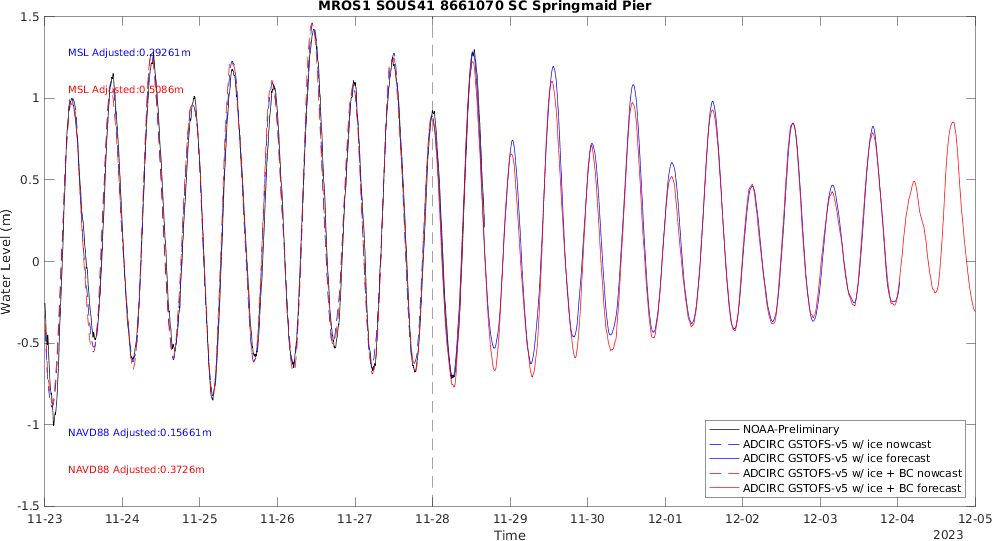 MROS1 SOUS41 8661070 SC Springmaid Pier
1.5
1
0.5
0
-0.5
-1
-1.5
Water Level (m)
MSL Adjusted:0.29261m
MSL Adjusted:0.5086m
NAVD88 Adjusted:0.15661m
NAVD88 Adjusted:0.3726m
NOAA-Preliminary
ADCIRC GSTOFS-v5 w/ ice nowcast
ADCIRC GSTOFS-v5 w/ ice forecast
ADCIRC GSTOFS-v5 w/ ice + BC nowcast
ADCIRC GSTOFS-v5 w/ ice + BC forecast
11-23 11-24 11-25 11-26 11-27 11-28 11-29 11-30 12-01 12-02 12-03 12-04 12-05
Time
2023